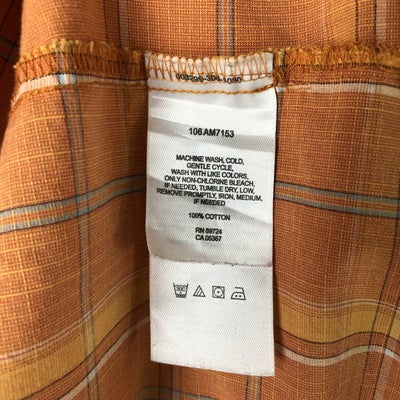 106 AM7153
MACHINE WASH, COLD,
GENTLE CYCLE,
WASH WITH LIKE COLORS,
ONLY NON-CHLORINE BLEACH,
IF NEEDED, TUMBLE DRY, LOW,
REMOVE PROMPTLY, IRON, MEDIUM,
IF NEEDED
100% COTTON
RN 69724
CA 05367